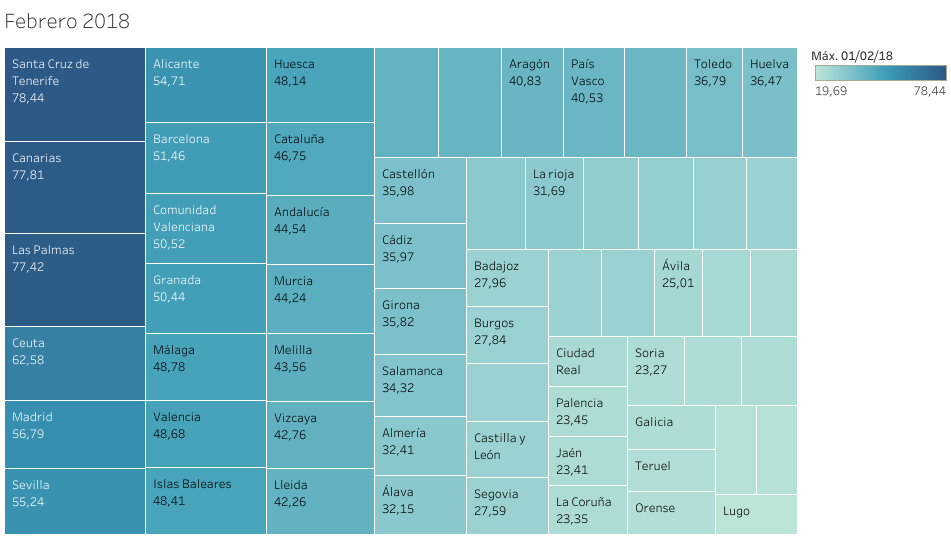 Febrero 2018
Santa Cruz de
Tenerife
78,44
Canarias
77,81
Las Palmas
77,42
Ceuta
62,58
Madrid
56,79
Sevilla
55,24
Alicante
54,71
Barcelona
51,46
Comunidad
Valenciana
50,52
Granada
50,44
Málaga
48,78
Valencia
48,68
Islas Baleares
48,41
Huesca
48,14
Cataluña
46,75
Andalucía
44,54
Murcia
44,24
Melilla
43,56
Vizcaya
42,76
Lleida
42,26
Aragón
40,83
País
Vasco
40,53
Toledo
36,79
Huelva
36,47
Castellón
35,98
Cádiz
35,97
Girona
35,82
Salamanca
34,32
Almería
32,41
Álava
32,15
La rioja
31,69
Badajoz
27,96
Burgos
27,84
Castilla y
León
Segovia
27,59
Ávila
25,01
Ciudad
Real
Palencia
23,45
Jaén
23,41
La Coruña
23,35
Soria
23,27
Galicia
Teruel
Orense
Lugo
Máx. 01/02/18
19,69 78,44